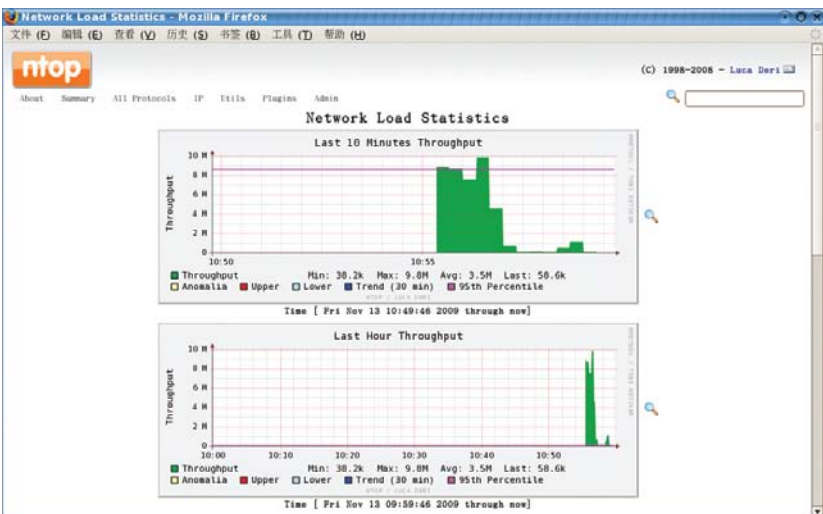 Network Load Statistics - Mozilla Firefox
文件 (F) 编辑 (E) 查看 (V) 历史 (S) 书签 (B) 工具 (T) 帮助 (H)
ntop
(C) 1998-2008 - Luca Deri
About Summary All Protocols IP Utils Plugins Admin
Network Load Statistics
Last 10 Minutes Throughput
10 M
8 M
6 M
4 M
2 M
0
Throughput
10:50 10:55
Throughput Min: 38.2k Max: 9.8M Avg: 3.5M Last: 58.6k
Anomalia Upper Lower Trend (30 min) 95th Percentile
NTOP / LUCA DERI
Time [ Fri Nov 13 10:49:46 2009 through now]
Last Hour Throughput
10 M
8 M
6 M
4 M
2 M
0
Throughput
10:00 10:10 10:20 10:30 10:40 10:50
Throughput Min: 38.2k Max: 9.8M Avg: 3.5M Last: 58.6k
Anomalia Upper Lower Trend (30 min) 95th Percentile
NTOP / LUCA DERI
Time [ Fri Nov 13 09:59:46 2009 through now]